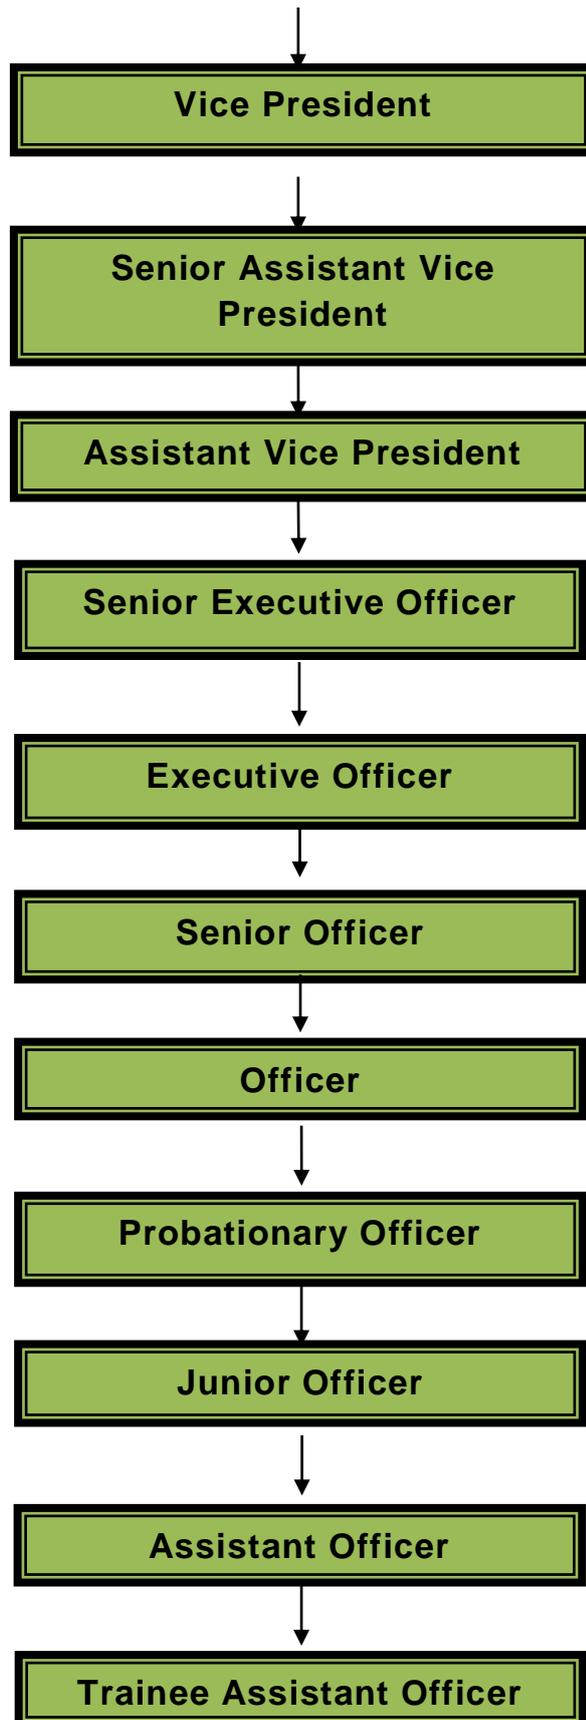 Vice President
Senior Assistant Vice
President
Assistant Vice President
Senior Executive Officer
Executive Officer
Senior Officer
Officer
Probationary Officer
Junior Officer
Assistant Officer
Trainee Assistant Officer